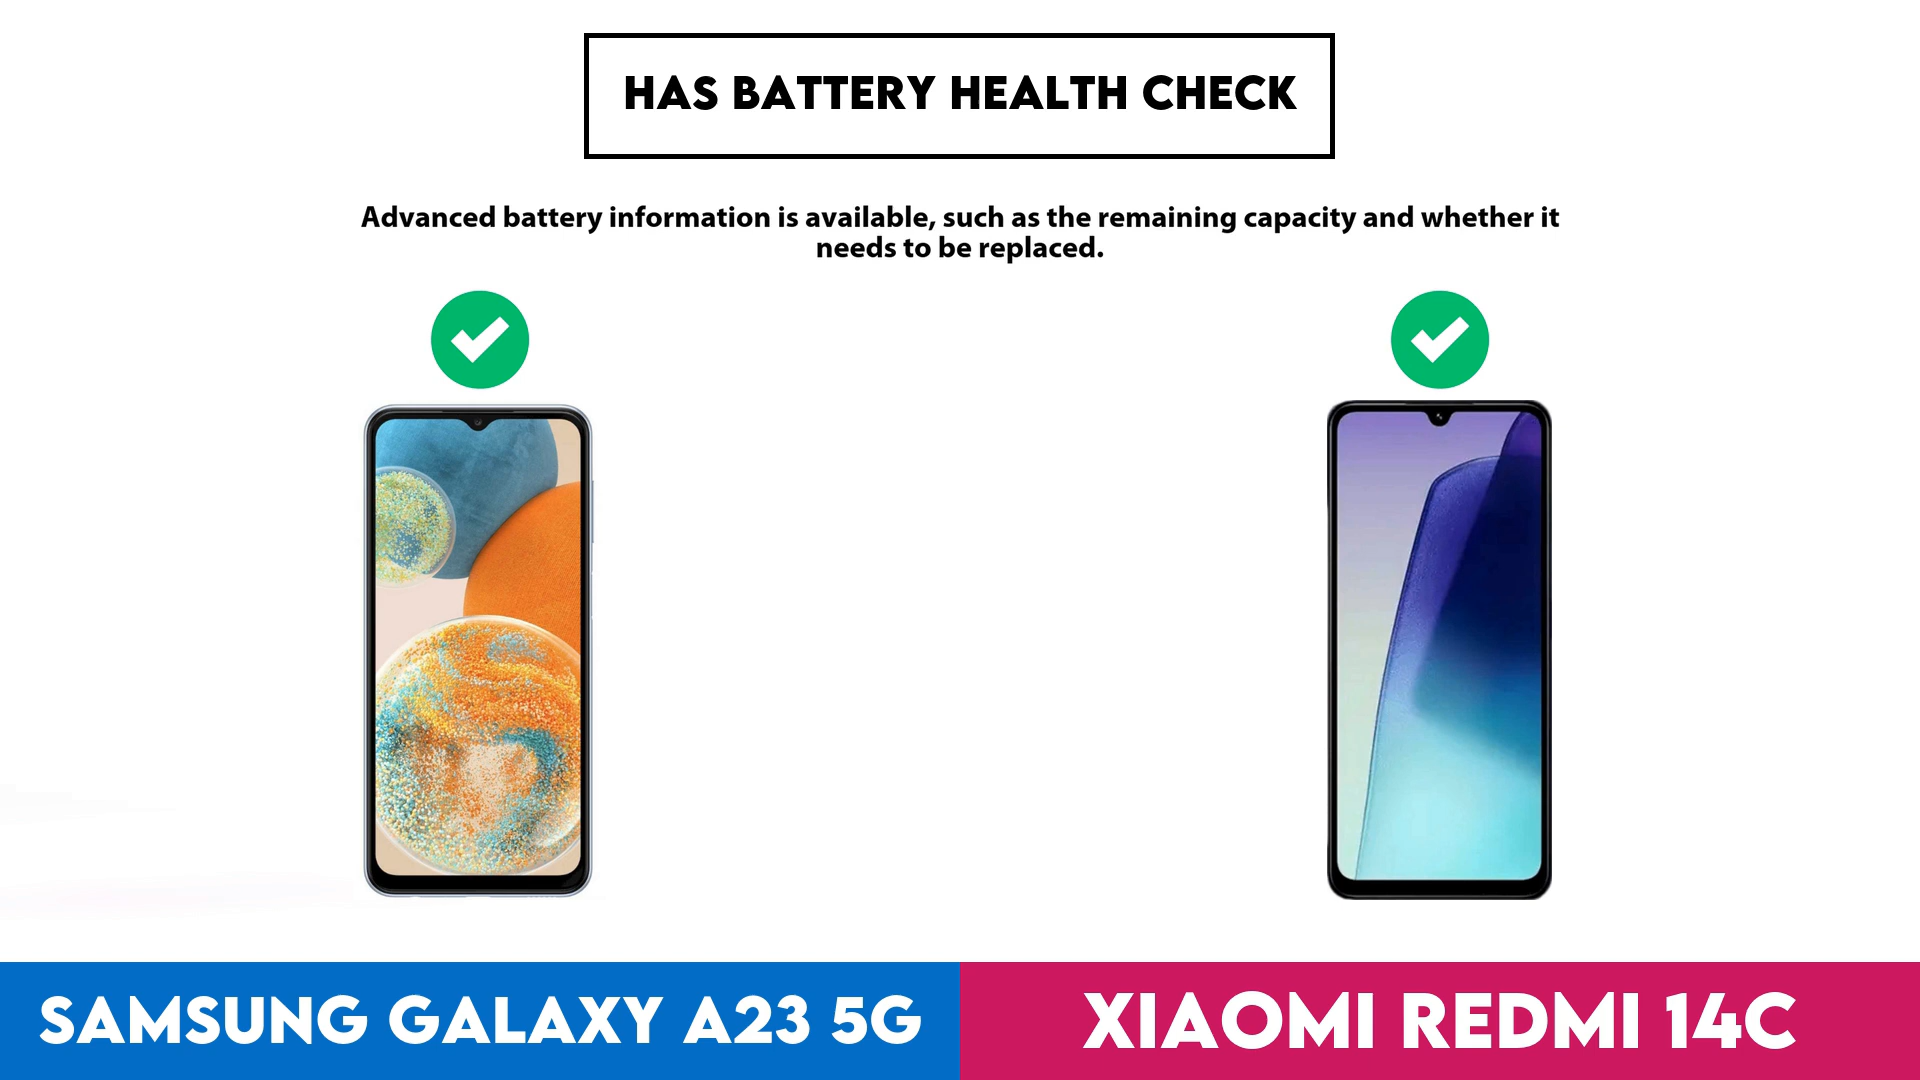 HAS BATTERY HEALTH CHECK
Advanced battery information is available, such as the remaining capacity and whether it
needs to be replaced.
SAMSUNG GALAXY A23 5G
XIAOMI REDMI 14C